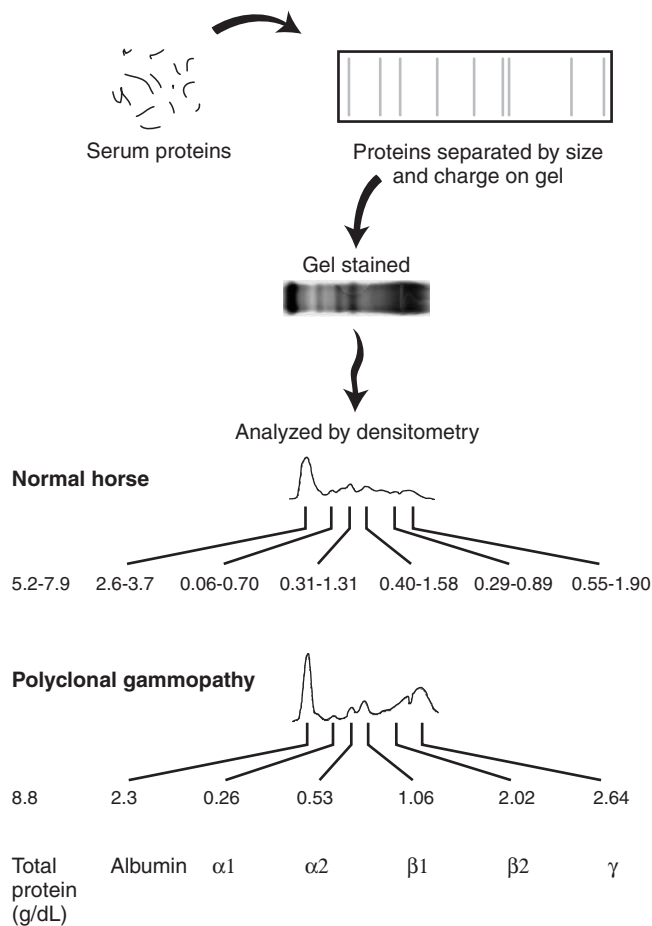 Serum proteins
Proteins separated by size
and charge on gel
Gel stained
Analyzed by densitometry
Normal horse
5.2-7.9 2.6-3.7 0.06-0.70 0.31-1.31 0.40-1.58 0.29-0.89 0.55-1.90
Polyclonal gammopathy
8.8 2.3 0.26 0.53 1.06 2.02 2.64
Total Albumin α1 α2 β1 β2 γ
protein
(g/dL)